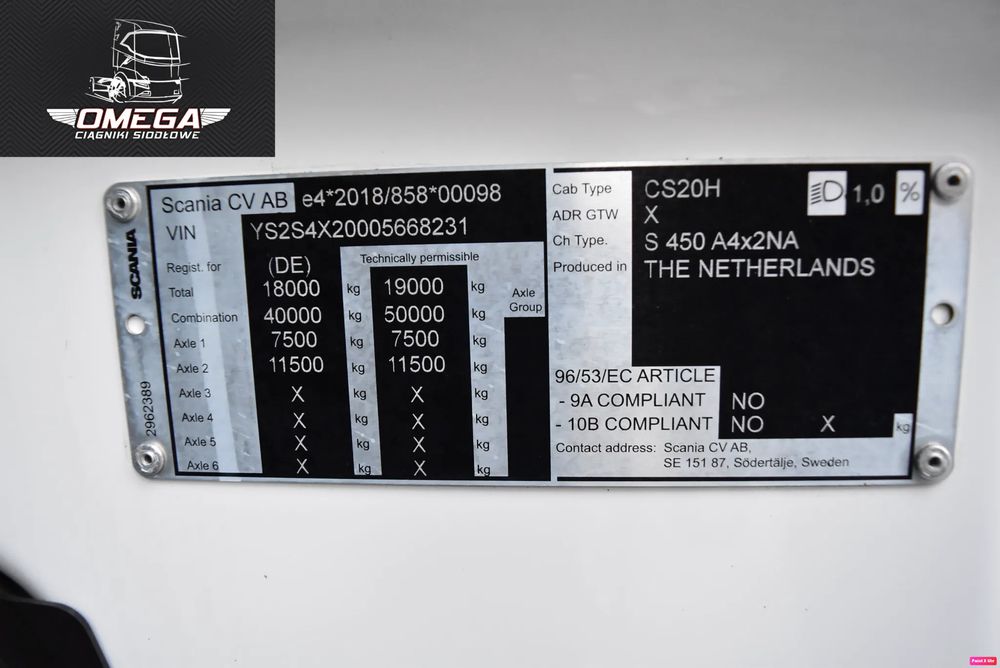 OMEGA
CIĄGNIKI SIODŁOWE
SCANIA
2962389
Scania CV AB e4*2018/858*00098
VIN YS2S4X20005668231
Regist. for (DE) Technically permissible
Total 18000 kg 19000 kg Axle Group
Combination 40000 kg 50000 kg
Axle 1 7500 kg 7500 kg
Axle 2 11500 kg 11500 kg
Axle 3 X kg X kg
Axle 4 X kg X kg
Axle 5 X kg X kg
Axle 6 X kg X kg
Cab Type CS20H 1,0 %
ADR GTW X
Ch Type. S 450 A4x2NA
Produced in THE NETHERLANDS
96/53/EC ARTICLE
- 9A COMPLIANT NO
- 10B COMPLIANT NO X kg
Contact address: Scania CV AB,
SE 151 87, Södertälje, Sweden